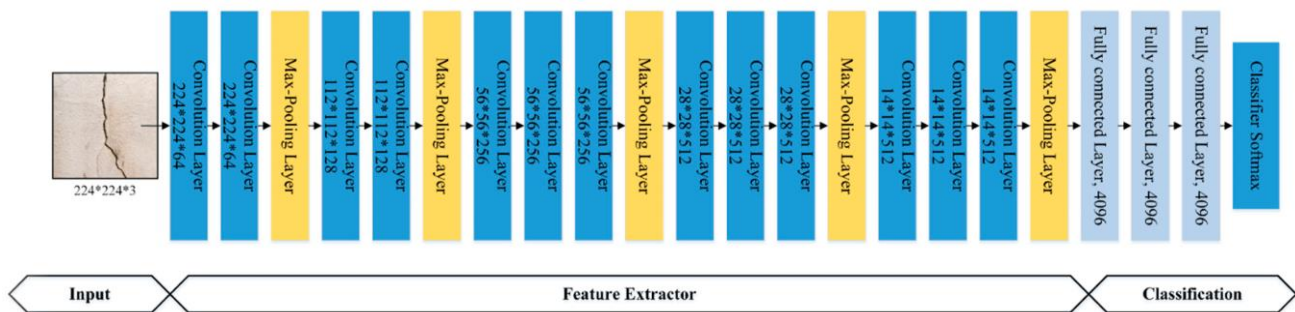 224*224*3
Convolution Layer
224*224*64
Convolution Layer
224*224*64
Max-Pooling Layer
Convolution Layer
112*112*128
Convolution Layer
112*112*128
Max-Pooling Layer
Convolution Layer
56*56*256
Convolution Layer
56*56*256
Convolution Layer
56*56*256
Max-Pooling Layer
Convolution Layer
28*28*512
Convolution Layer
28*28*512
Convolution Layer
28*28*512
Max-Pooling Layer
Convolution Layer
14*14*512
Convolution Layer
14*14*512
Convolution Layer
14*14*512
Max-Pooling Layer
Fully connected Layer, 4096
Fully connected Layer, 4096
Fully connected Layer, 4096
Classifier Softmax
Input
Feature Extractor
Classification